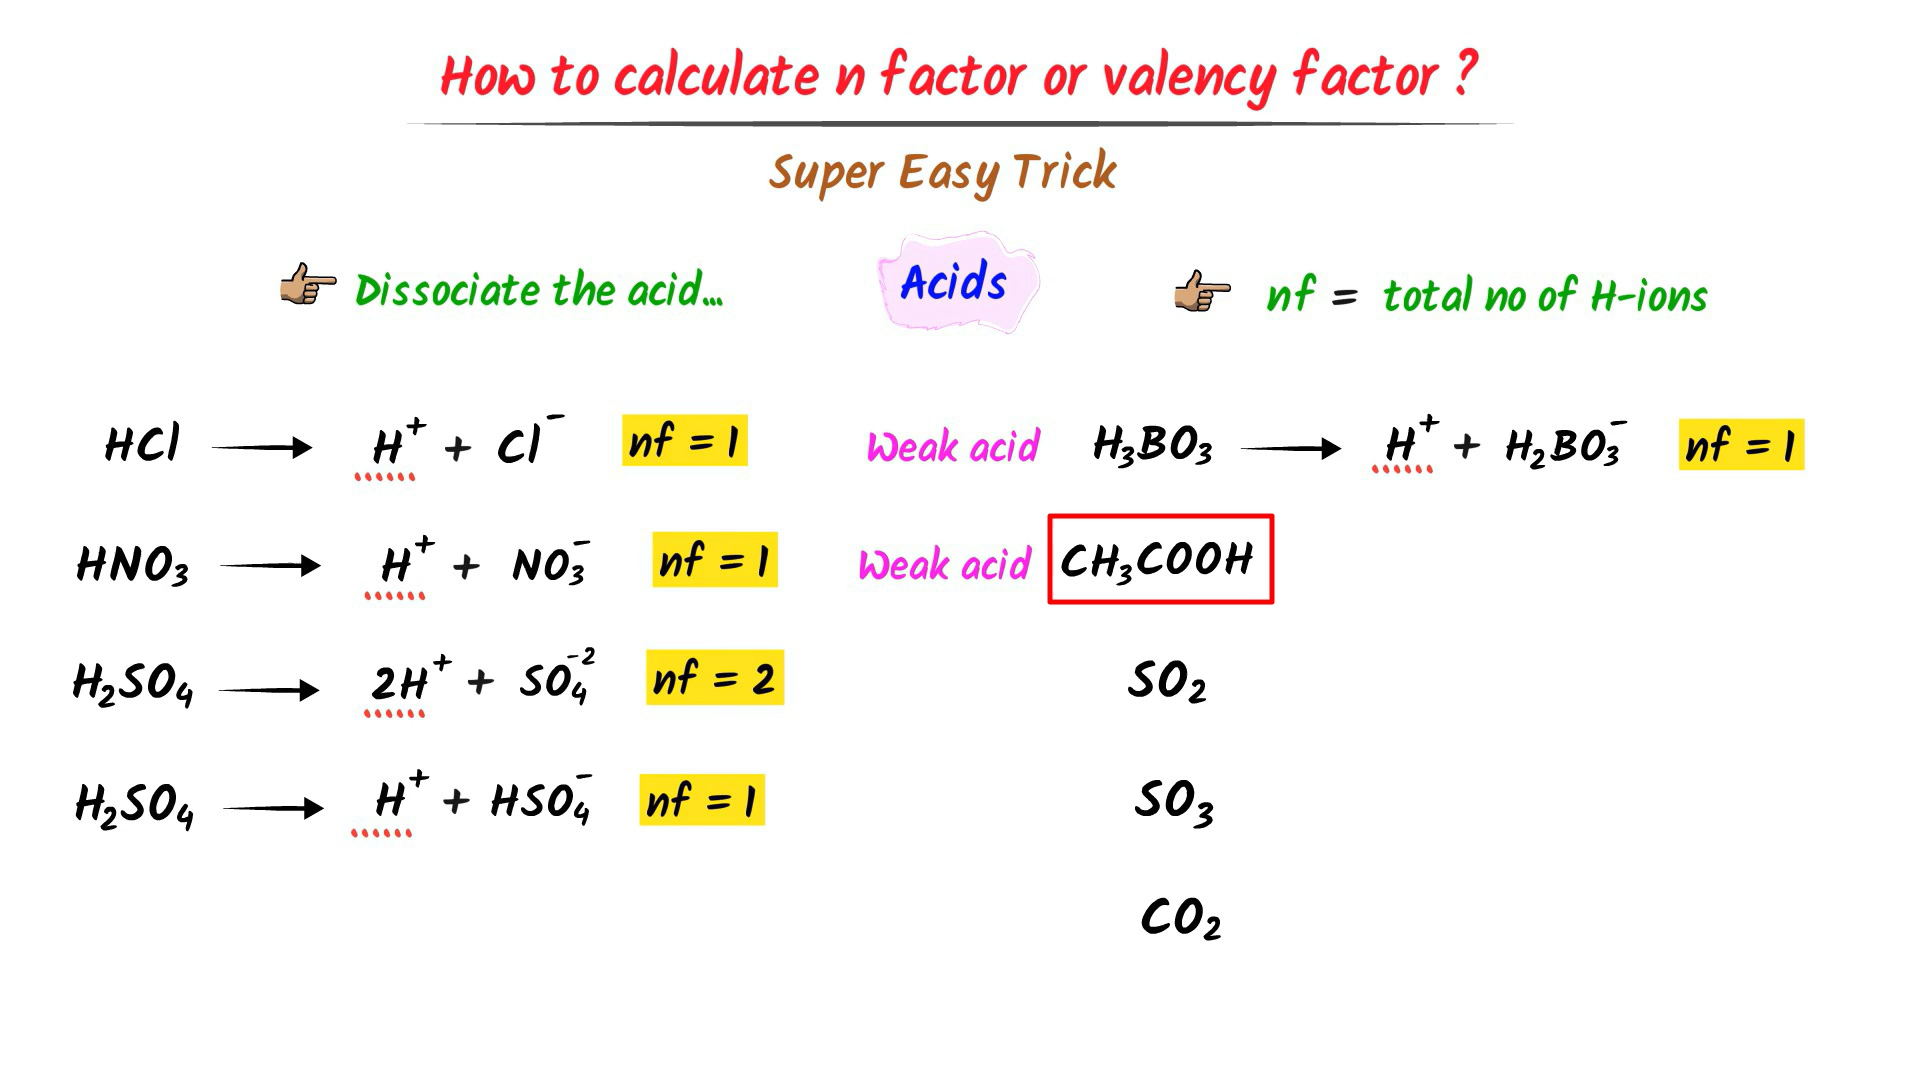 How to calculate n factor or valency factor ?
Super Easy Trick
Dissociate the acid...
Acids
nf = total no of H-ions
HCl ⟶ H⁺ + Cl⁻ nf = 1
Weak acid H₃BO₃ ⟶ H⁺ + H₂BO₃⁻ nf = 1
HNO₃ ⟶ H⁺ + NO₃⁻ nf = 1
Weak acid CH₃COOH
H₂SO₄ ⟶ 2H⁺ + SO₄⁻² nf = 2
SO₂
H₂SO₄ ⟶ H⁺ + HSO₄⁻ nf = 1
SO₃
CO₂